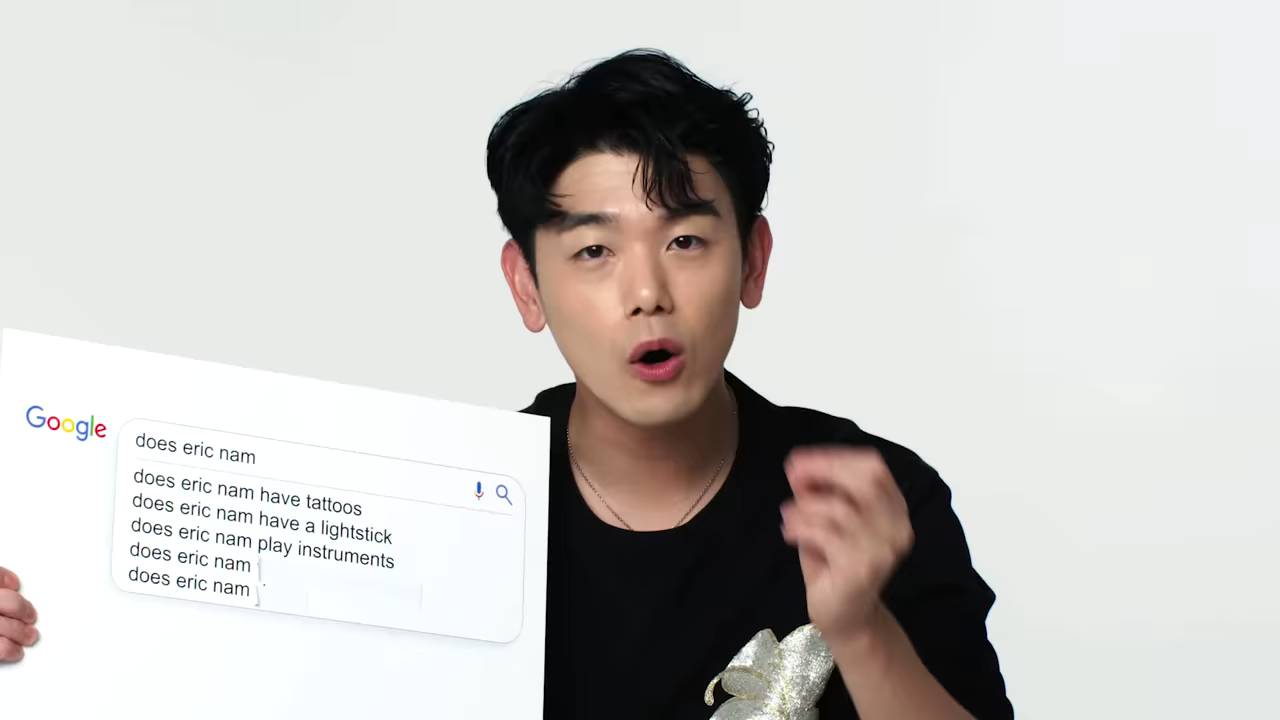 Google
does eric nam
does eric nam have tattoos
does eric nam have a lightstick
does eric nam play instruments
does eric nam
does eric nam